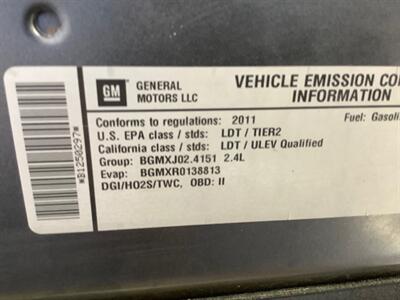 GM
GENERAL
MOTORS LLC
VEHICLE EMISSION CO
INFORMATION
Conforms to regulations: 2011
Fuel: Gasoli
U.S. EPA class / stds: LDT / TIER2
California class / stds: LDT / ULEV Qualified
Group: BGMXJ02.4151 2.4L
Evap: BGMXR0138813
DGI/HO2S/TWC, OBD: II
WB1250297W